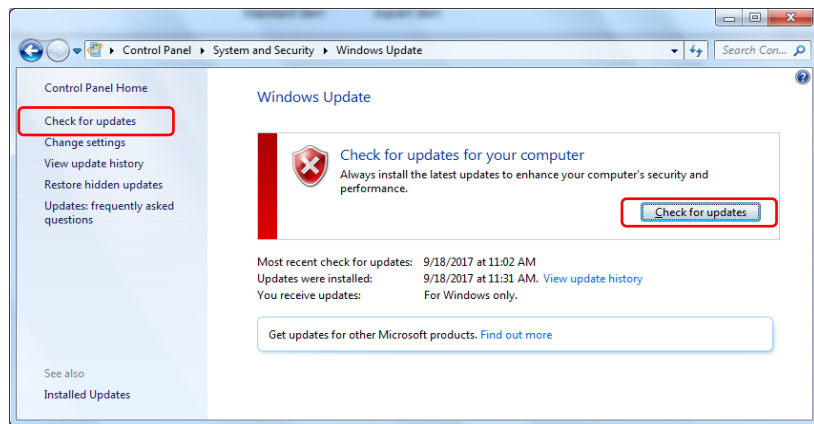 Control Panel ▸ System and Security ▸ Windows Update
Search Con...
Control Panel Home
Check for updates
Change settings
View update history
Restore hidden updates
Updates: frequently asked
questions
See also
Installed Updates
Windows Update
Check for updates for your computer
Always install the latest updates to enhance your computer's security and
performance.
Check for updates
Most recent check for updates: 9/18/2017 at 11:02 AM
Updates were installed: 9/18/2017 at 11:31 AM. View update history
You receive updates: For Windows only.
Get updates for other Microsoft products. Find out more